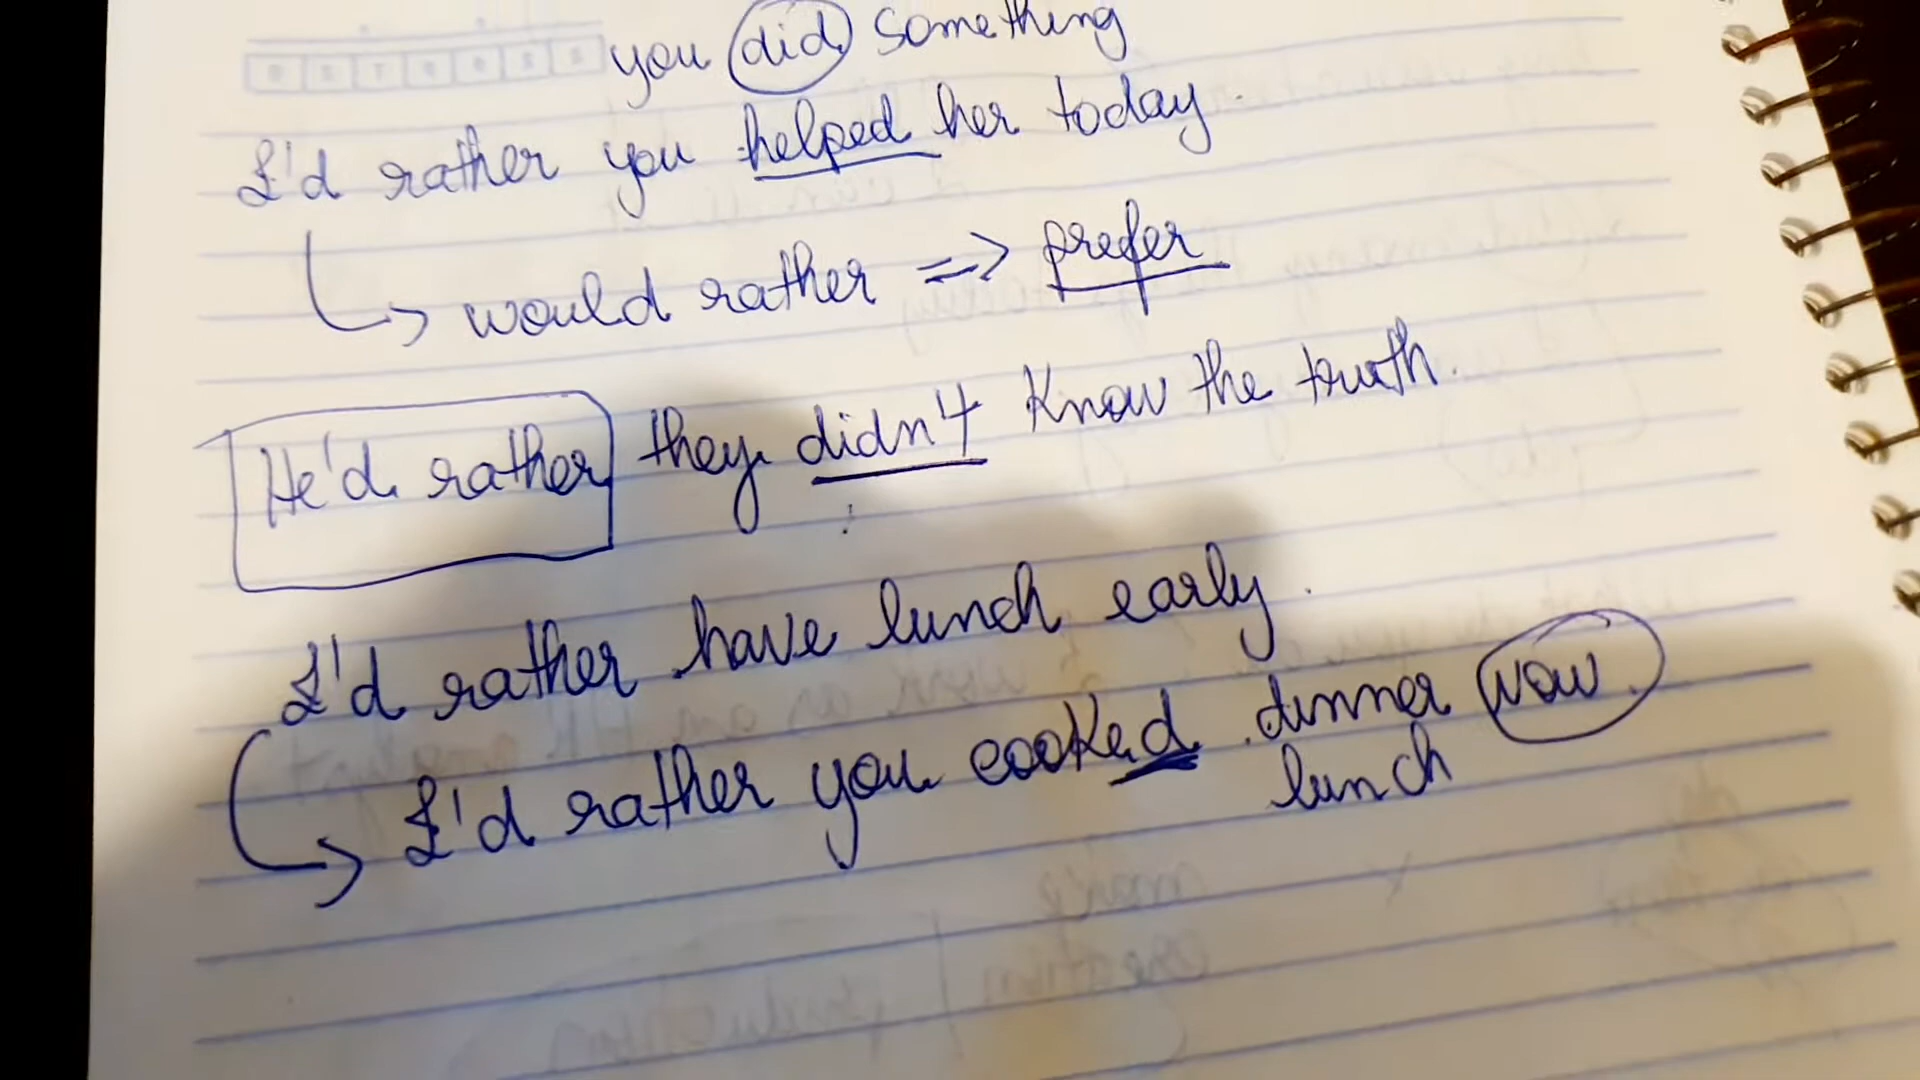 you did something
I'd rather you helped her today.
would rather => prefer
He'd rather they didn't know the truth.
I'd rather have lunch early.
I'd rather you cooked dinner now.
lunch